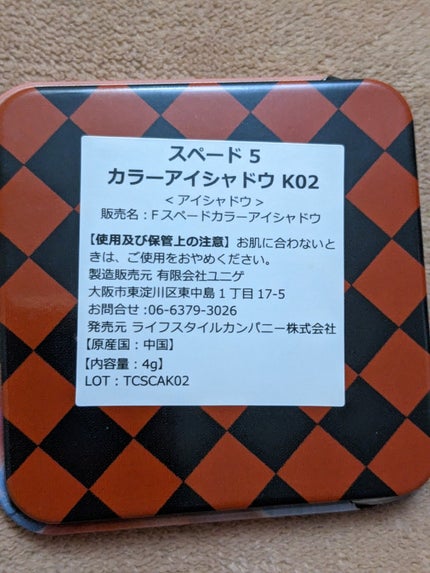 スペード 5
カラーアイシャドウ K02
＜アイシャドウ＞
販売名：F スペードカラーアイシャドウ
【使用及び保管上の注意】お肌に合わないと
きは、ご使用をおやめください。
製造販売元 有限会社ユニゲ
大阪市東淀川区東中島１丁目 17-5
お問合せ：06-6379-3026
発売元 ライフスタイルカンパニー株式会社
【原産国：中国】
【内容量：4g】
LOT：TCSCAK02